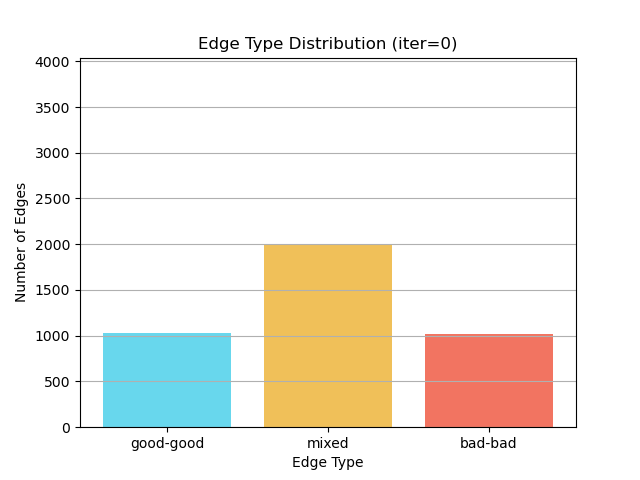 Edge Type Distribution (iter=0)
4000
3500
3000
2500
2000
1500
1000
500
0
Number of Edges
good-good
mixed
bad-bad
Edge Type